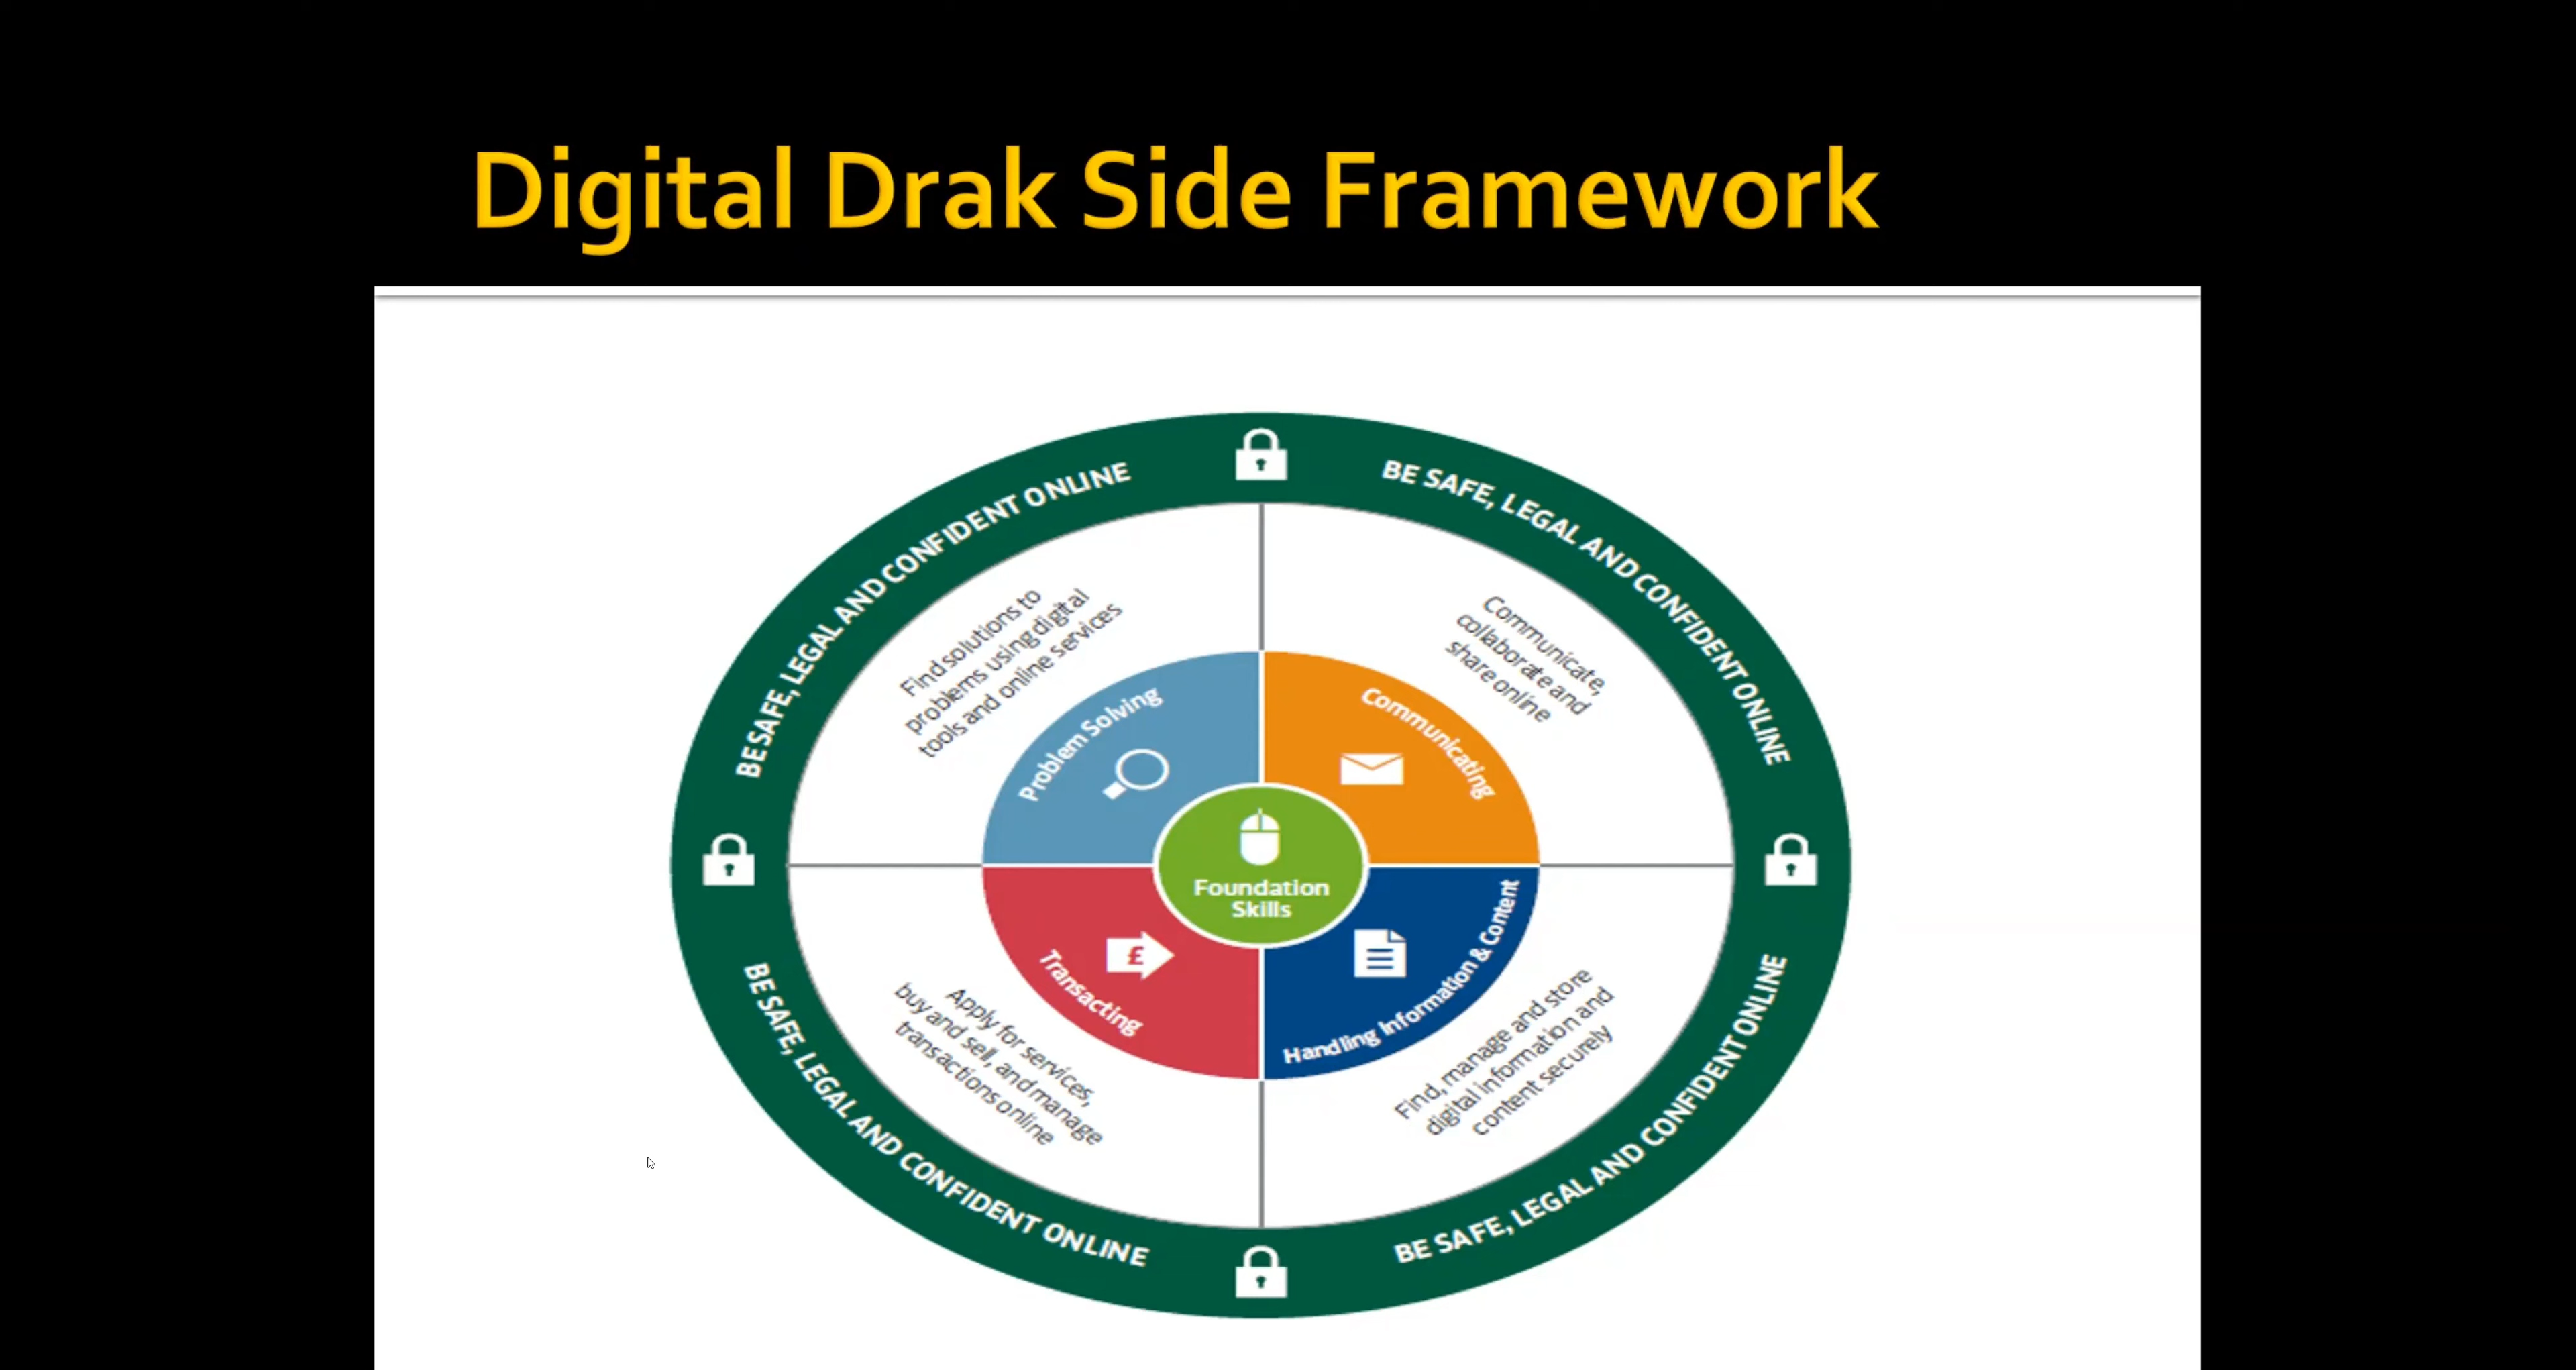 Digital Drak Side Framework
BE SAFE, LEGAL AND CONFIDENT ONLINE
BE SAFE, LEGAL AND CONFIDENT ONLINE
Find solutions to
problems using digital
tools and online services
Communicate,
collaborate and
share online
Problem Solving
Communicating
Foundation
Skills
Transacting
£
Handling Information & Content
Apply for services,
buy and sell, and manage
transactions online
Find, manage and store
digital information and
content securely
BE SAFE, LEGAL AND CONFIDENT ONLINE
BE SAFE, LEGAL AND CONFIDENT ONLINE